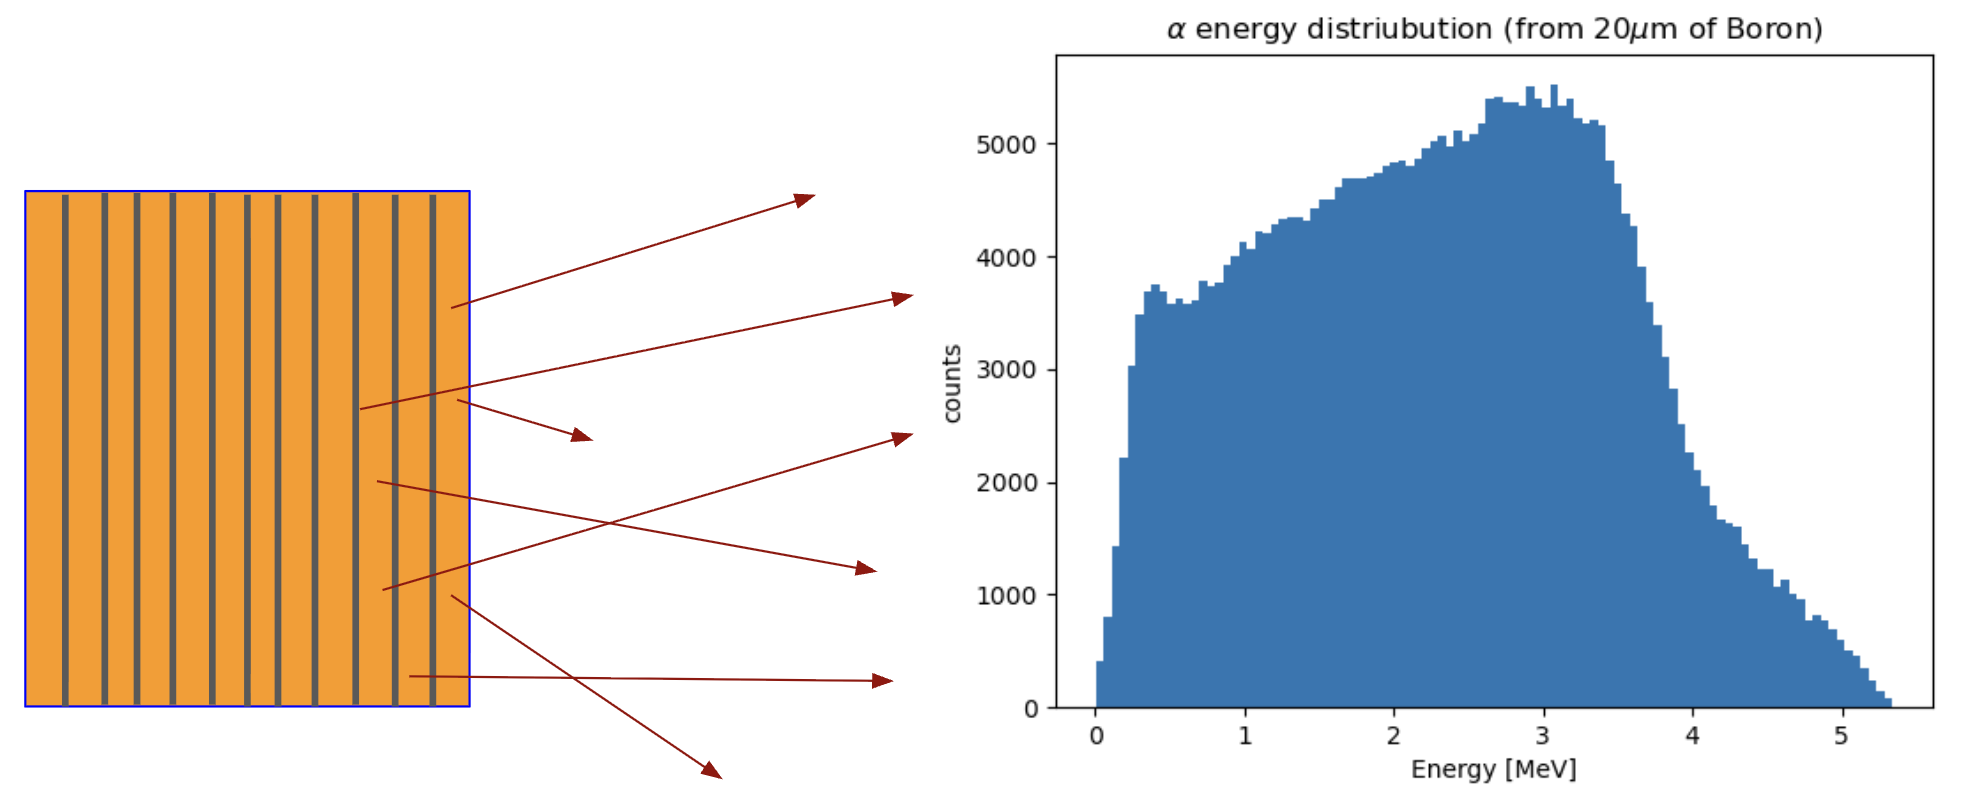 α energy distriubution (from 20μm of Boron)
counts
5000
4000
3000
2000
1000
0
0 1 2 3 4 5
Energy [MeV]